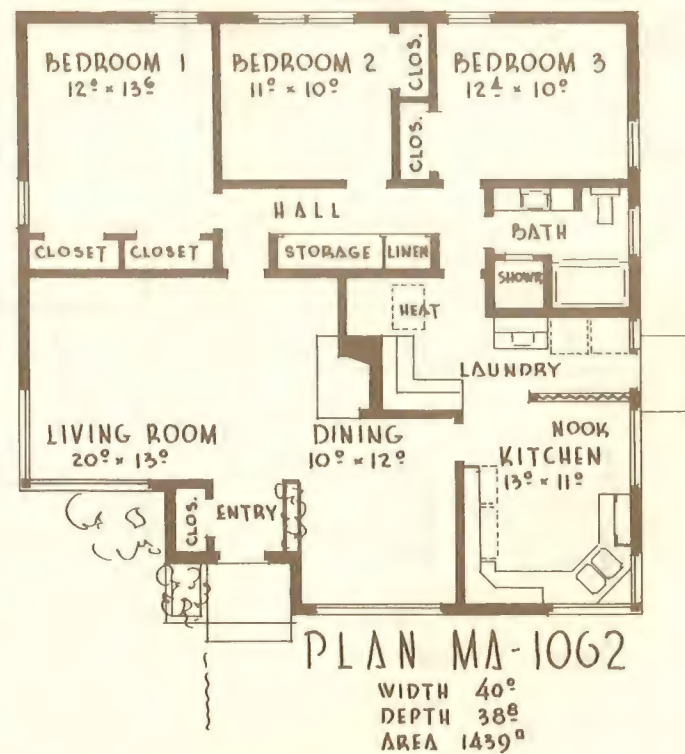 BEDROOM 1
12⁰ × 13⁶
BEDROOM 2
11⁰ × 10⁰
CLOS.
BEDROOM 3
12⁴ × 10⁰
CLOS.
HALL
BATH
CLOSET
CLOSET
STORAGE
LINEN
SHOWR
HEAT
LAUNDRY
LIVING ROOM
20⁰ × 13⁰
DINING
10⁰ × 12⁰
NOOK
KITCHEN
13⁰ × 11⁰
CLOS.
ENTRY
PLAN MA-1062
WIDTH 40⁰
DEPTH 38⁸
AREA 1439▫